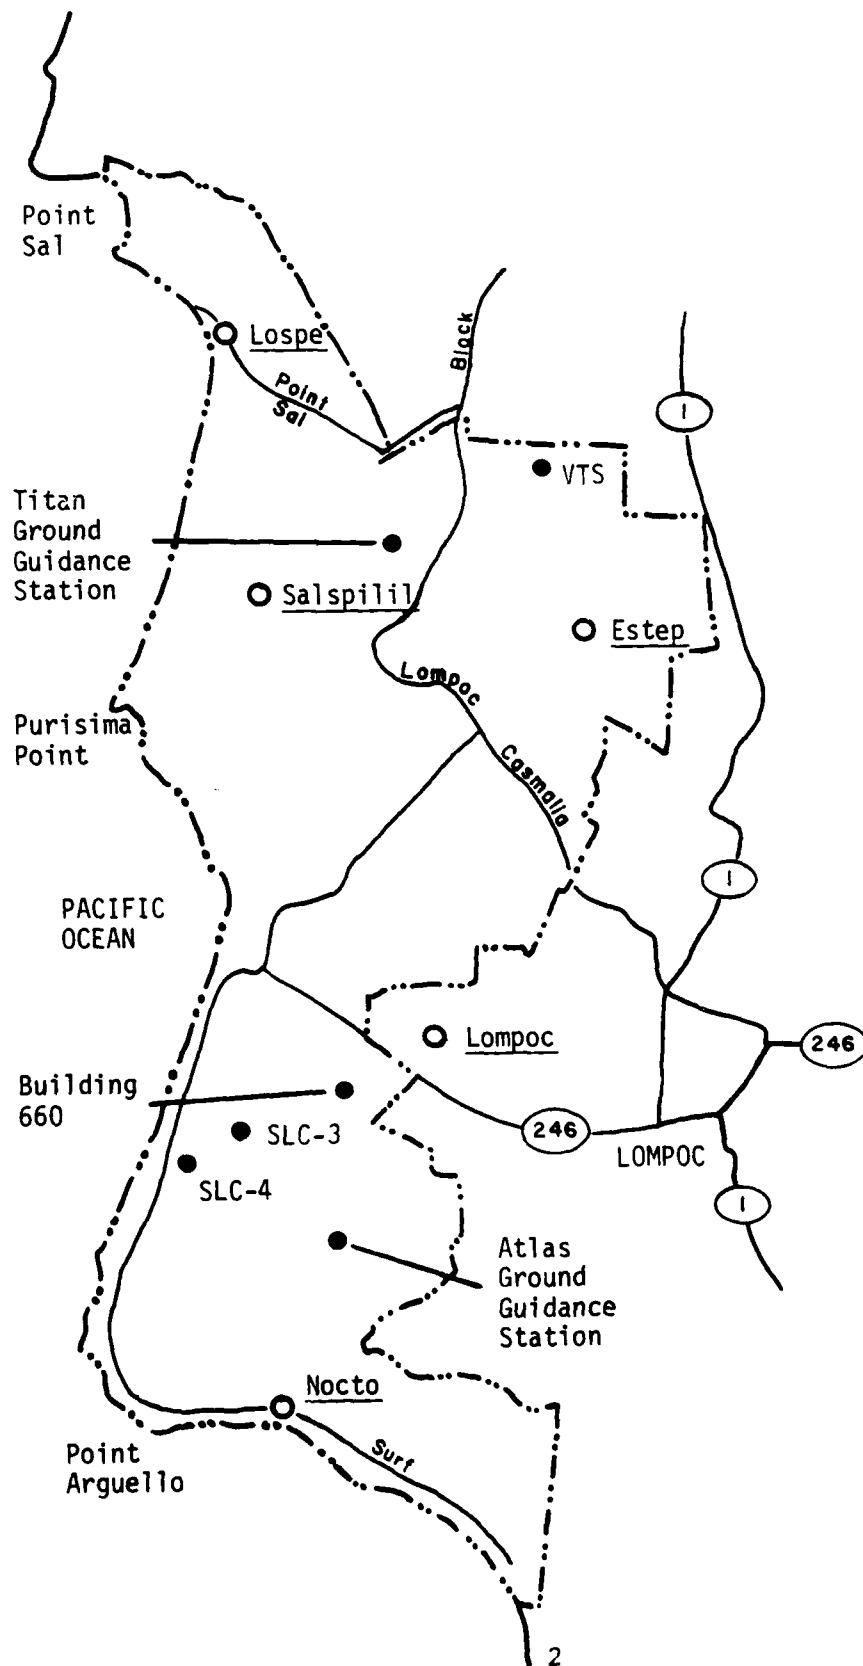 Point
Sal
Block
Lospe
1
Point
Sal
VTS
Titan
Ground
Guidance
Station
Salspilil
Estep
Lompoc
Purisima
Point
Casmalia
1
PACIFIC
OCEAN
Lompoc
246
Building
660
SLC-3
246
LOMPOC
SLC-4
1
Atlas
Ground
Guidance
Station
Nocto
Surf
Point
Arguello
2